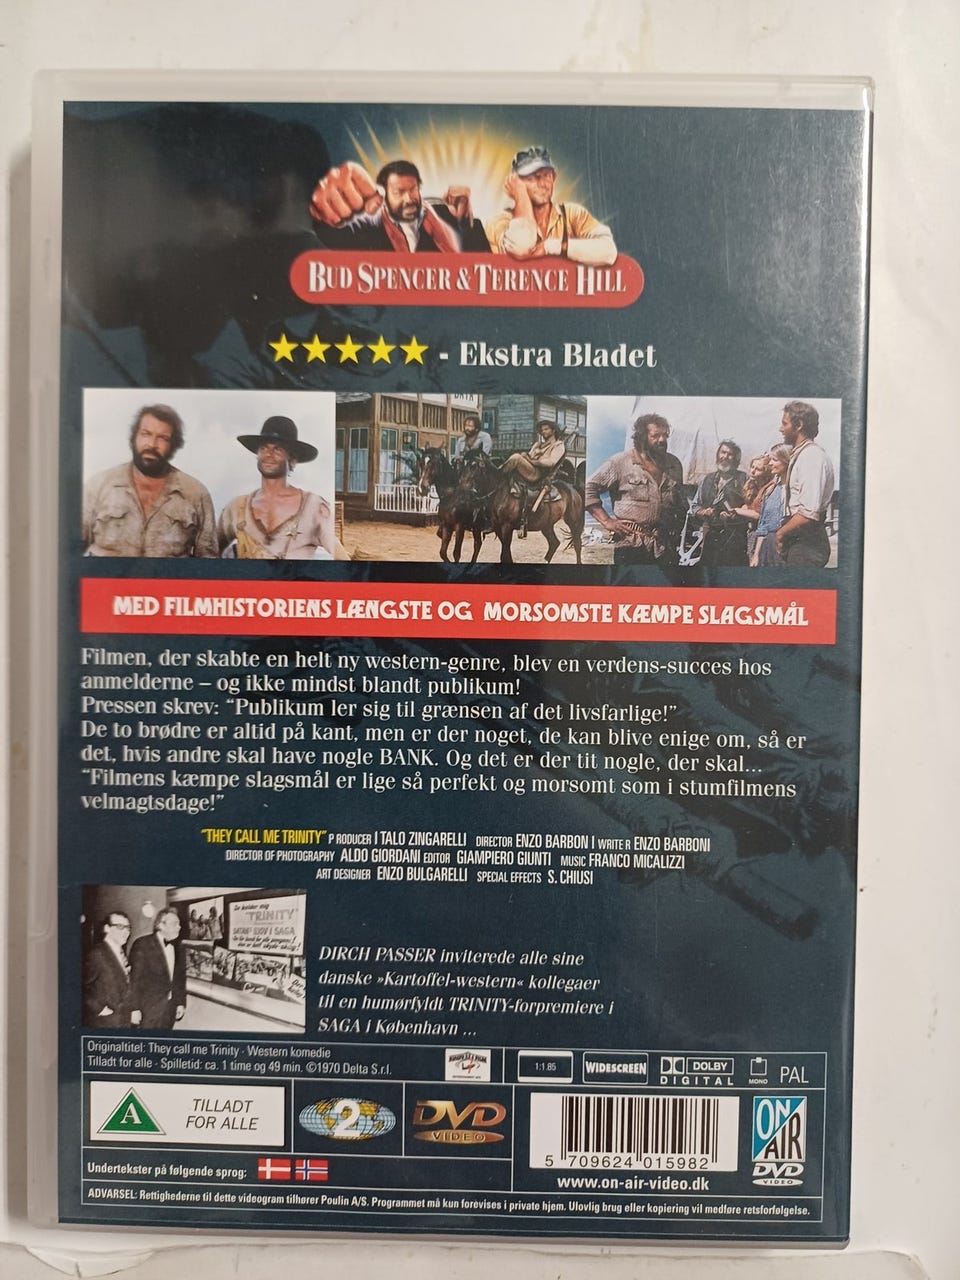 BUD SPENCER & TERENCE HILL
- Ekstra Bladet
MED FILMHISTORIENS LÆNGSTE OG MORSOMSTE KÆMPE SLAGSMÅL
Filmen, der skabte en helt ny western-genre, blev en verdens-succes hos
anmelderne – og ikke mindst blandt publikum!
Pressen skrev: “Publikum ler sig til grænsen af det livsfarlige!”
De to brødre er altid på kant, men er der noget, de kan blive enige om, så er
det, hvis andre skal have nogle BANK. Og det er der tit nogle, der skal...
“Filmens kæmpe slagsmål er lige så perfekt og morsomt som i stumfilmens
velmagtsdage!”
“THEY CALL ME TRINITY” P RODUCER I TALO ZINGARELLI DIRECTOR ENZO BARBON I WRITE R ENZO BARBONI
DIRECTOR OF PHOTOGRAPHY ALDO GIORDANI EDITOR GIAMPIERO GIUNTI MUSIC FRANCO MICALIZZI
ART DESIGNER ENZO BULGARELLI SPECIAL EFFECTS S. CHIUSI
"TRINITY"
DIRCH PASSER inviterede alle sine
danske »Kartoffel-western« kollegaer
til en humørfyldt TRINITY-forpremiere i
SAGA i København ...
Originaltitel: They call me Trinity · Western komedie
Tilladt for alle · Spilletid: ca. 1 time og 49 min. ©1970 Delta S.r.l.
1:1.85
WIDESCREEN
DOLBY
DIGITAL
MONO
PAL
A
TILLADT
FOR ALLE
2
DVD
VIDEO
5 709624 015982
www.on-air-video.dk
ON
AIR
DVD
VIDEO
Undertekster på følgende sprog:
ADVARSEL: Rettighederne til dette videogram tilhører Poulin A/S. Programmet må kun forevises i private hjem. Ulovlig brug eller kopiering vil medføre retsforfølgelse.